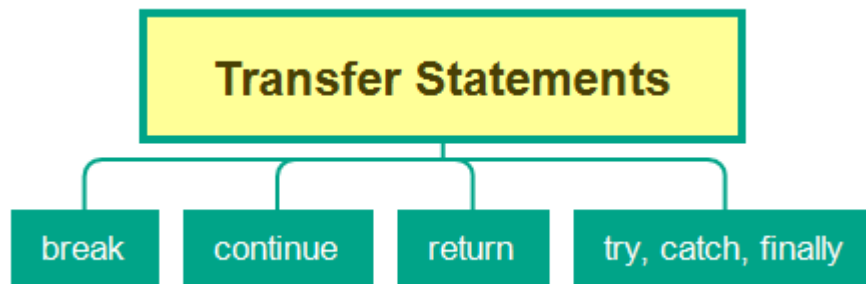 Transfer Statements
break
continue
return
try, catch, finally